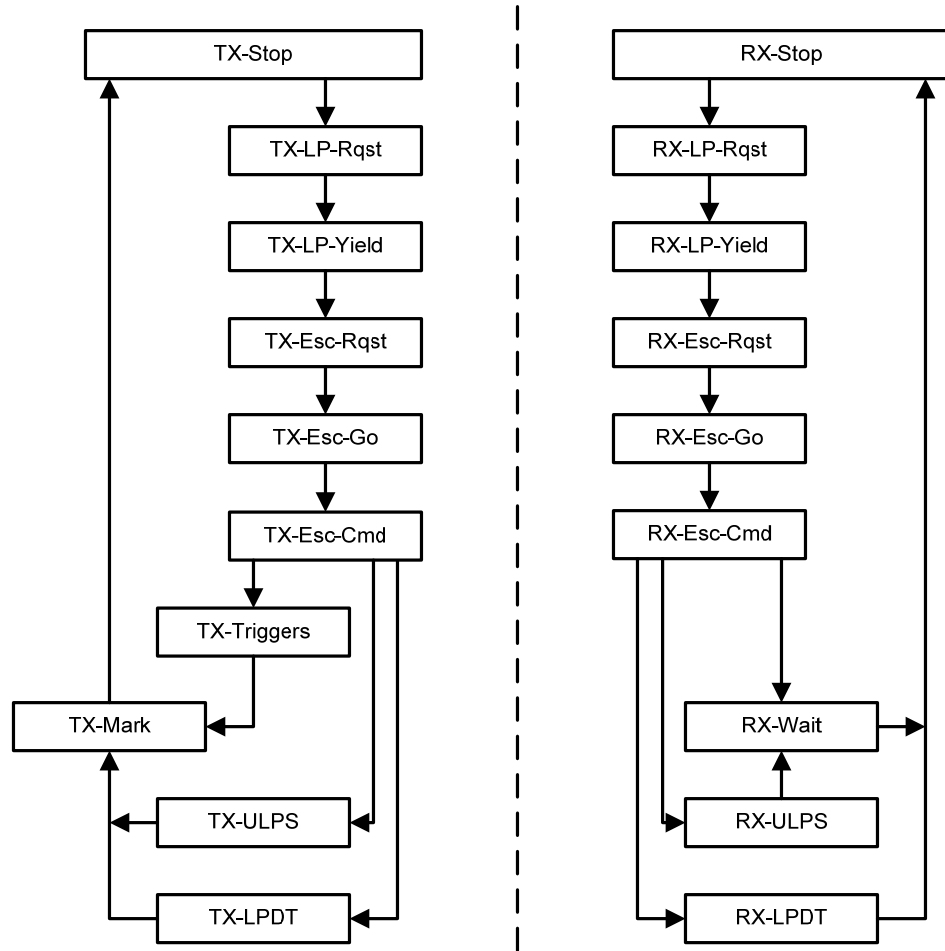 TX-Stop
TX-LP-Rqst
TX-LP-Yield
TX-Esc-Rqst
TX-Esc-Go
TX-Esc-Cmd
TX-Triggers
TX-Mark
TX-ULPS
TX-LPDT
RX-Stop
RX-LP-Rqst
RX-LP-Yield
RX-Esc-Rqst
RX-Esc-Go
RX-Esc-Cmd
RX-Wait
RX-ULPS
RX-LPDT